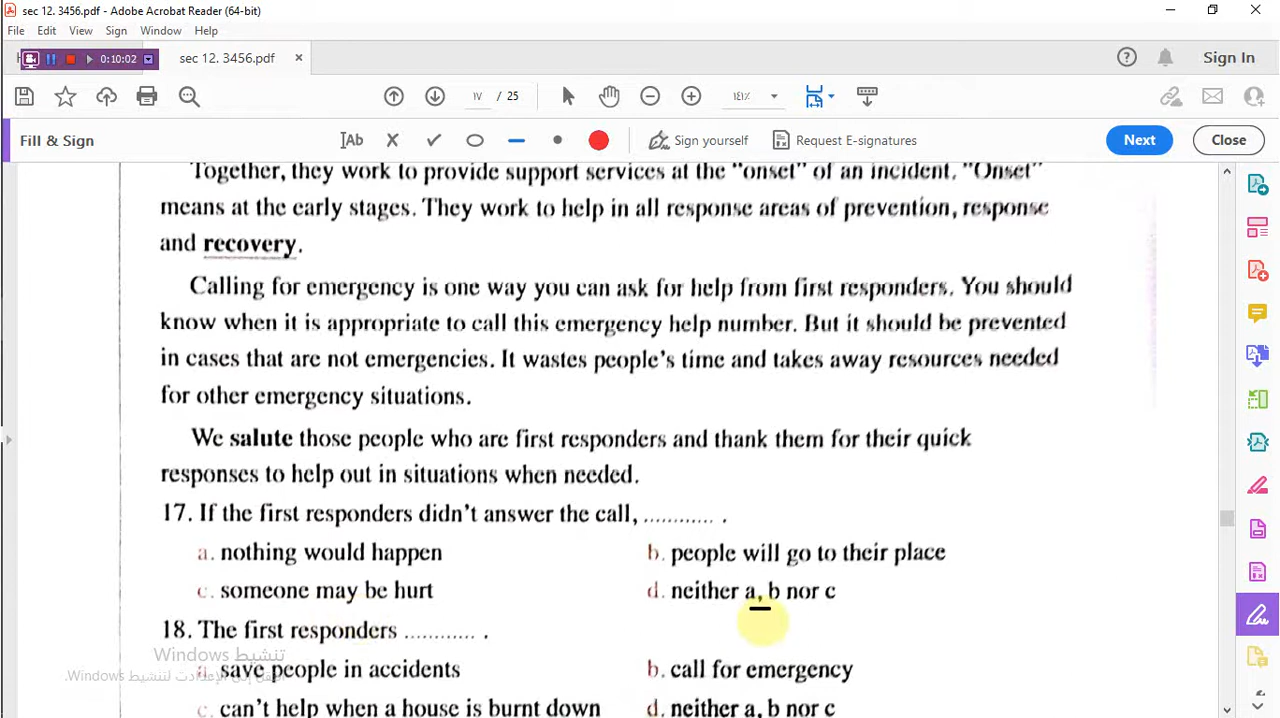 sec 12. 3456.pdf - Adobe Acrobat Reader (64-bit)
File Edit View Sign Window Help
0:10:02 sec 12. 3456.pdf × Sign In
١٧ / 25 ١٤١%
Fill & Sign Ab Sign yourself Request E-signatures Next Close
Together, they work to provide support services at the "onset" of an incident. "Onset"
means at the early stages. They work to help in all response areas of prevention, response
and recovery.
Calling for emergency is one way you can ask for help from first responders. You should
know when it is appropriate to call this emergency help number. But it should be prevented
in cases that are not emergencies. It wastes people's time and takes away resources needed
for other emergency situations.
We salute those people who are first responders and thank them for their quick
responses to help out in situations when needed.
17. If the first responders didn't answer the call, ............ .
a. nothing would happen b. people will go to their place
c. someone may be hurt d. neither a, b nor c
18. The first responders ............ .
تنشيط Windows
a. save people in accidents b. call for emergency
انتقل إلى الإعدادات لتنشيط Windows.
c. can't help when a house is burnt down d. neither a, b nor c